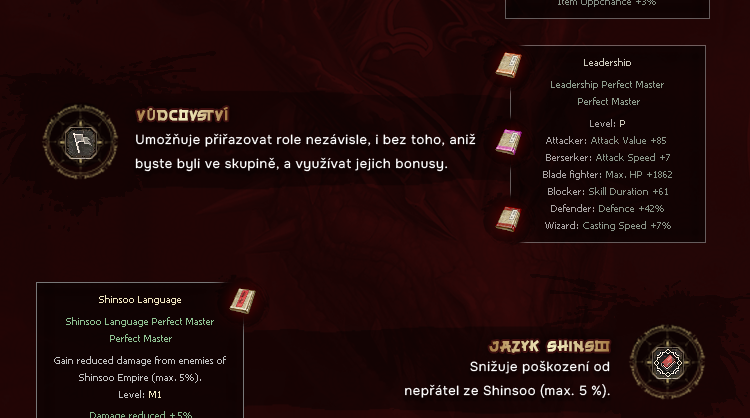 Item Oppchance +3%
VŮDCOVSTVÍ
Umožňuje přiřazovat role nezávisle, i bez toho, aniž
byste byli ve skupině, a využívat jejich bonusy.
Leadership
Leadership Perfect Master
Perfect Master
Level: P
Attacker: Attack Value +85
Berserker: Attack Speed +7
Blade fighter: Max. HP +1862
Blocker: Skill Duration +61
Defender: Defence +42%
Wizard: Casting Speed +7%
Shinsoo Language
Shinsoo Language Perfect Master
Perfect Master
Gain reduced damage from enemies of
Shinsoo Empire (max. 5%).
Level: M1
Damage reduced +5%
JAZYK SHINSOO
Snižuje poškození od
nepřátel ze Shinsoo (max. 5 %).